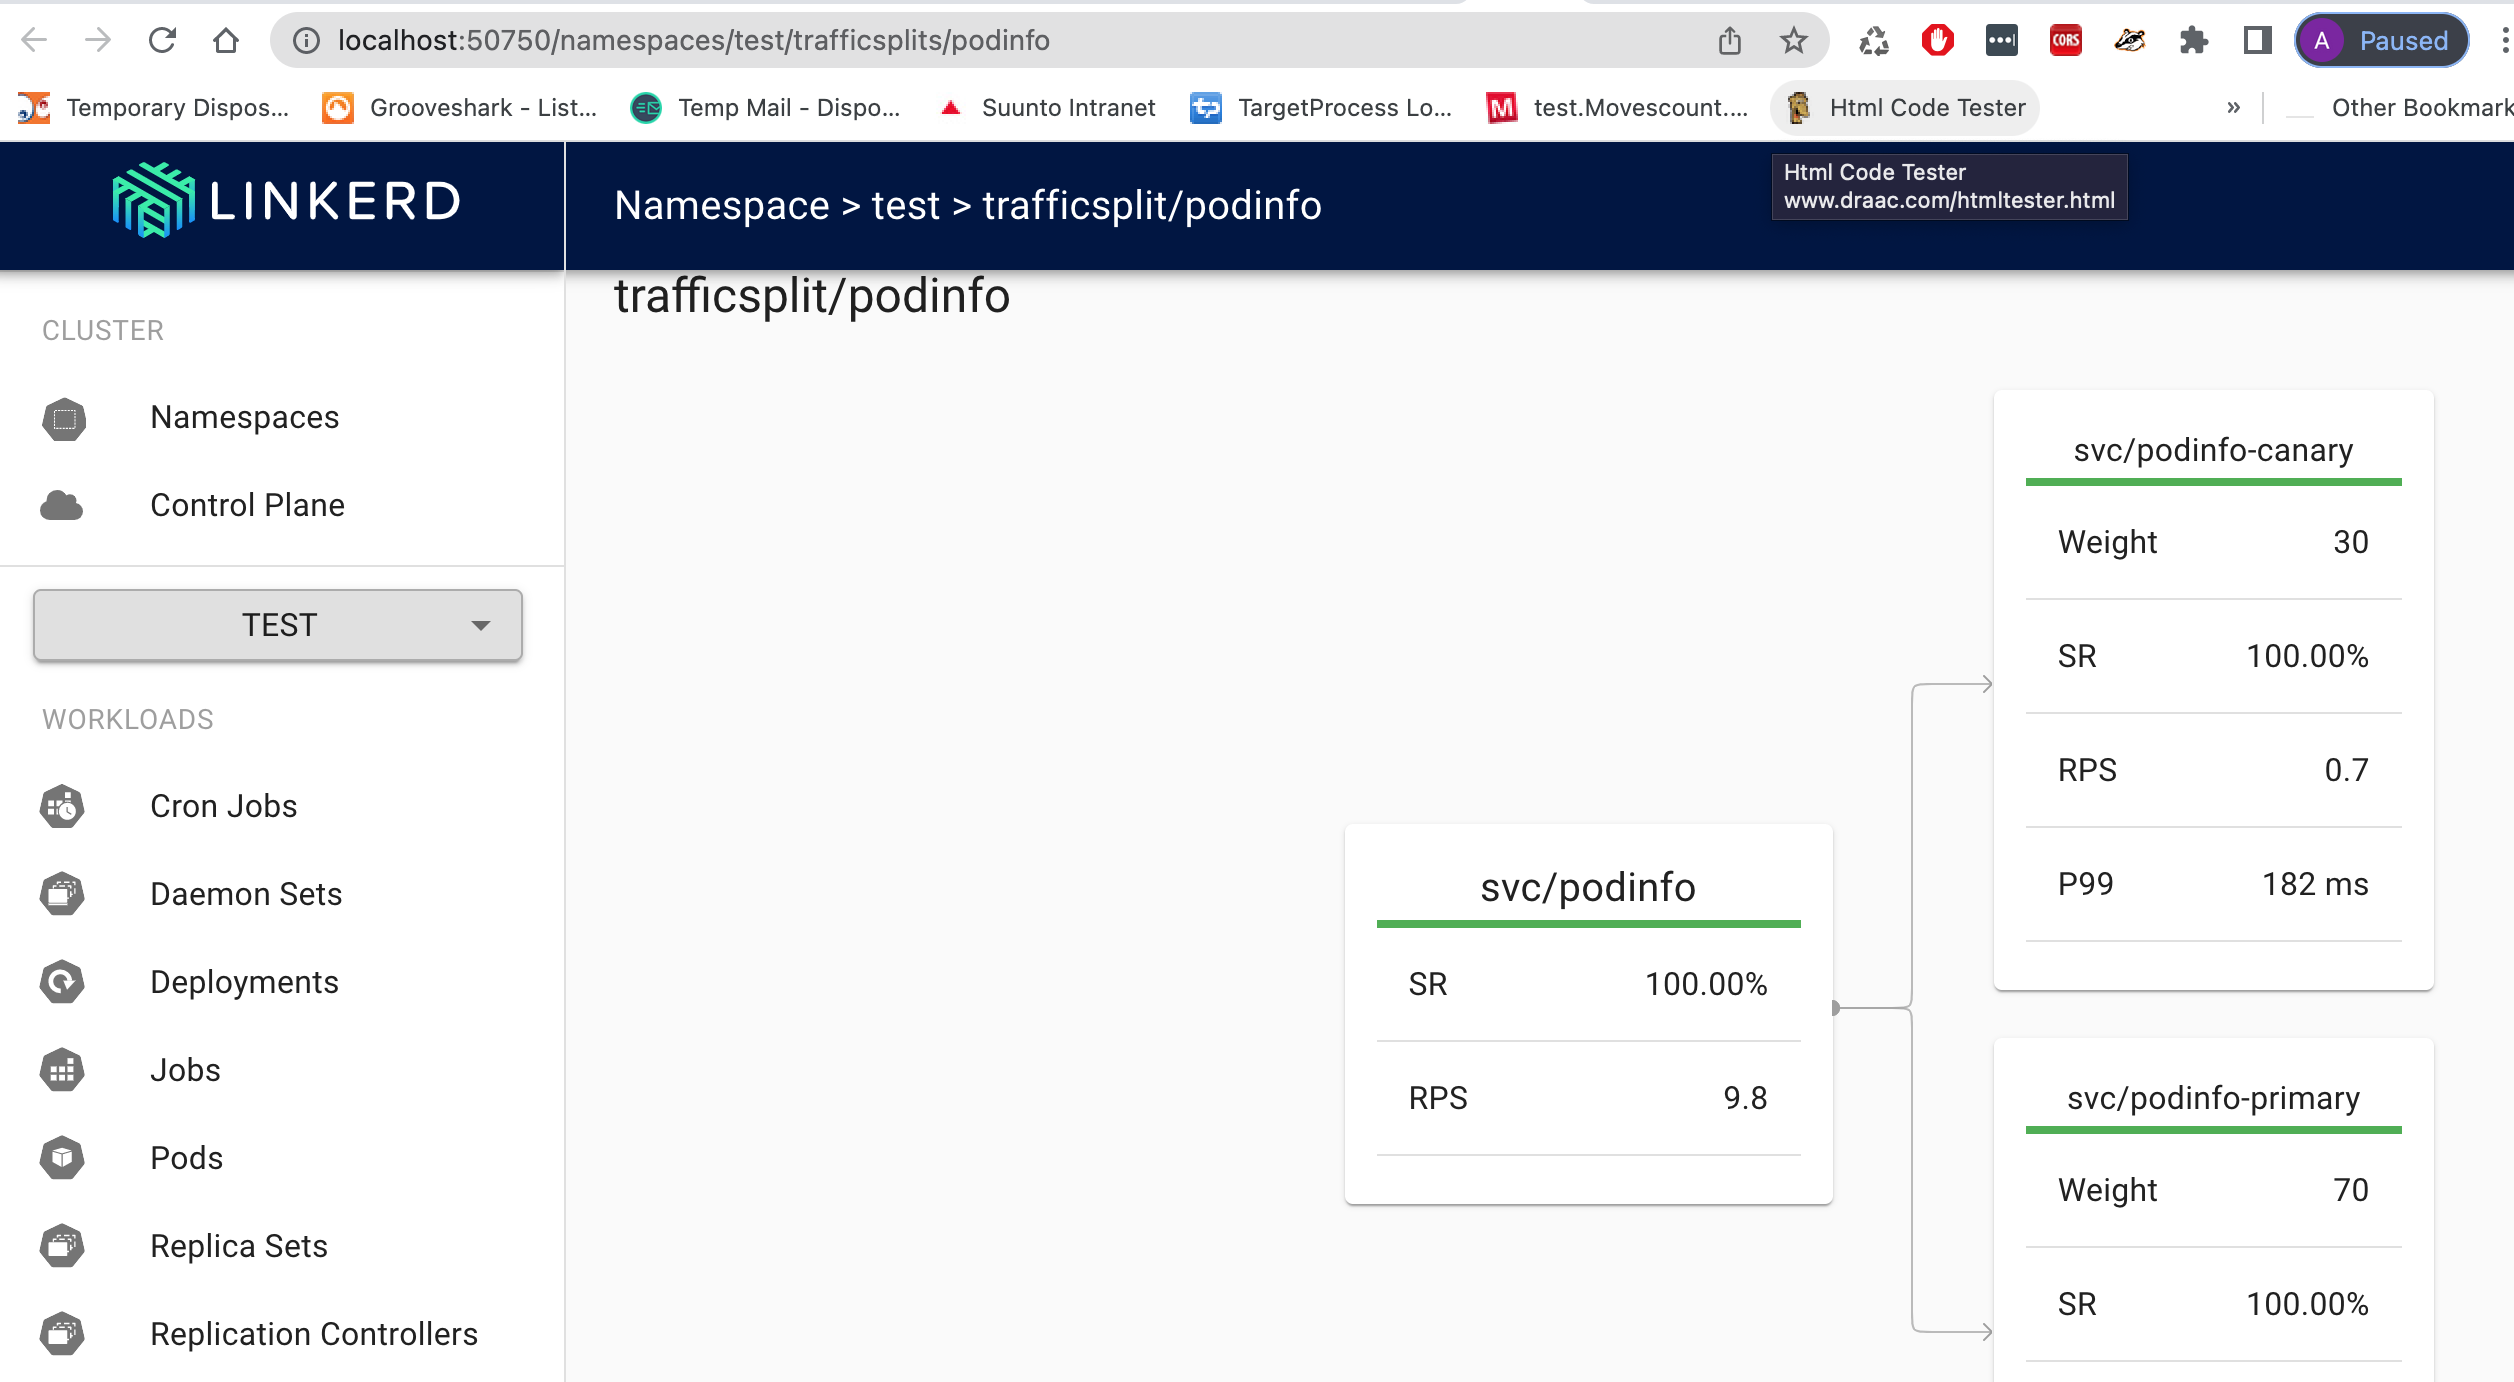 localhost:50750/namespaces/test/trafficsplits/podinfo
CORS
A
Paused
Temporary Dispos...
Grooveshark - List...
Temp Mail - Dispo...
Suunto Intranet
tp
TargetProcess Lo...
M
test.Movescount....
Html Code Tester
»
Other Bookmark
LINKERD
Namespace > test > trafficsplit/podinfo
Html Code Tester
www.draac.com/htmltester.html
trafficsplit/podinfo
CLUSTER
Namespaces
Control Plane
TEST
WORKLOADS
Cron Jobs
Daemon Sets
Deployments
Jobs
Pods
Replica Sets
Replication Controllers
svc/podinfo
SR 100.00%
RPS 9.8
svc/podinfo-canary
Weight 30
SR 100.00%
RPS 0.7
P99 182 ms
svc/podinfo-primary
Weight 70
SR 100.00%